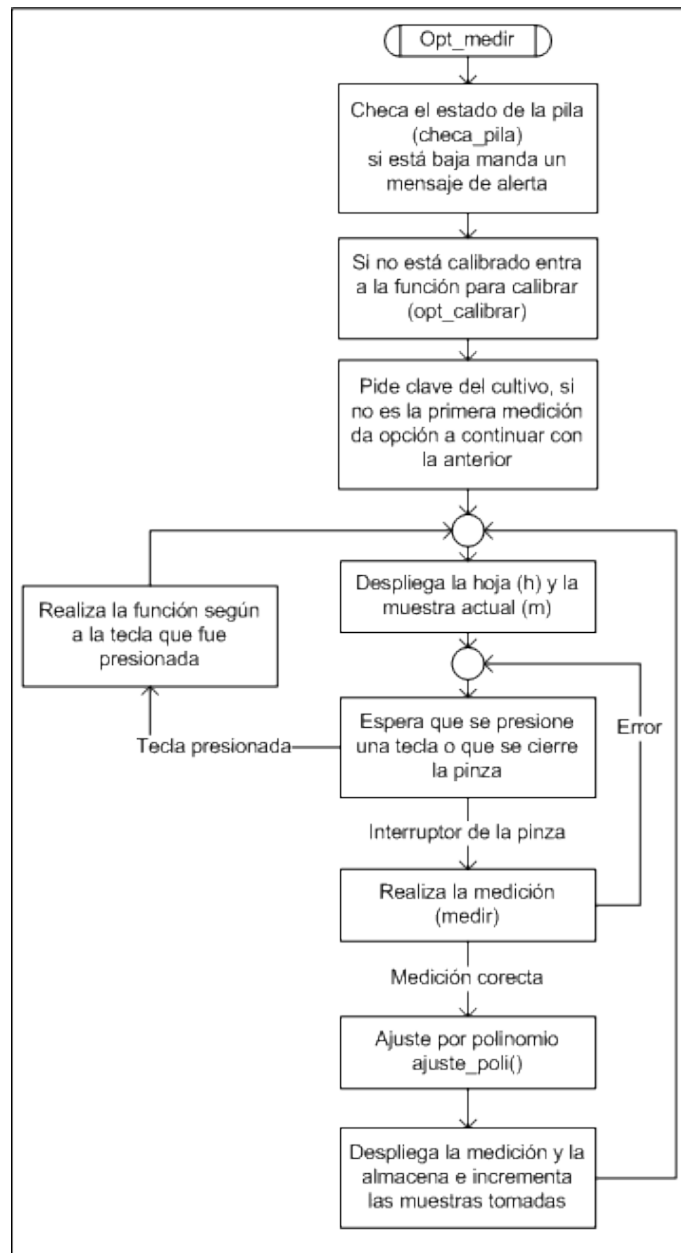 Opt_medir
Checa el estado de la pila
(checa_pila)
si está baja manda un
mensaje de alerta
Si no está calibrado entra
a la función para calibrar
(opt_calibrar)
Pide clave del cultivo, si
no es la primera medición
da opción a continuar con
la anterior
Despliega la hoja (h) y la
muestra actual (m)
Realiza la función según
a la tecla que fue
presionada
Espera que se presione
una tecla o que se cierre
la pinza
Tecla presionada
Error
Interruptor de la pinza
Realiza la medición
(medir)
Medición corecta
Ajuste por polinomio
ajuste_poli()
Despliega la medición y la
almacena e incrementa
las muestras tomadas